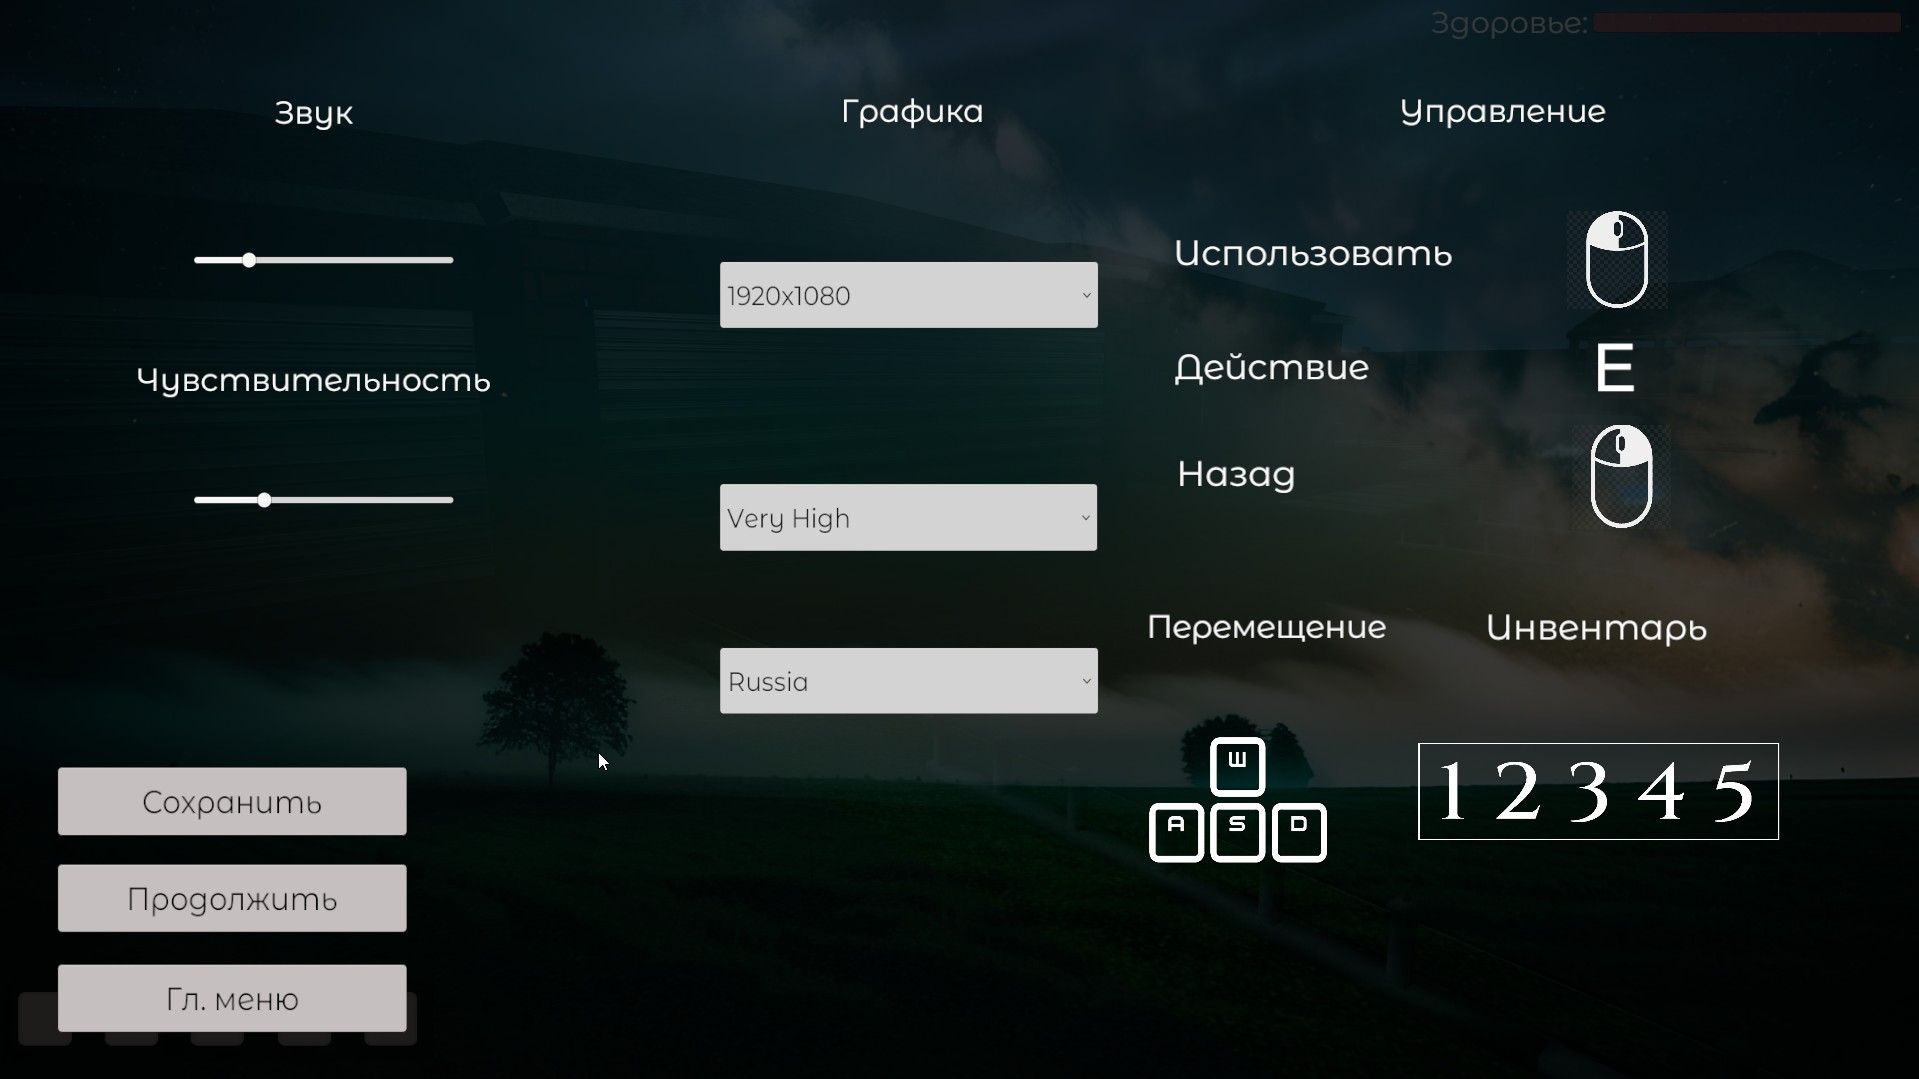 Здоровье:
Звук
Графика
Управление
Использовать
1920x1080
Действие
E
Чувствительность
Назад
Very High
Перемещение
Инвентарь
Russia
W
A S D
1 2 3 4 5
Сохранить
Продолжить
Гл. меню